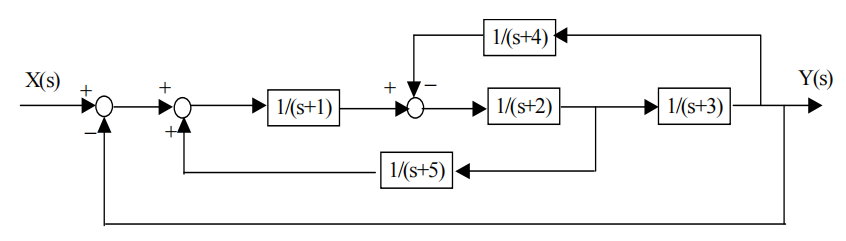 1/(s+4)
X(s) + + + − Y(s)
1/(s+1) 1/(s+2) 1/(s+3)
− +
1/(s+5)